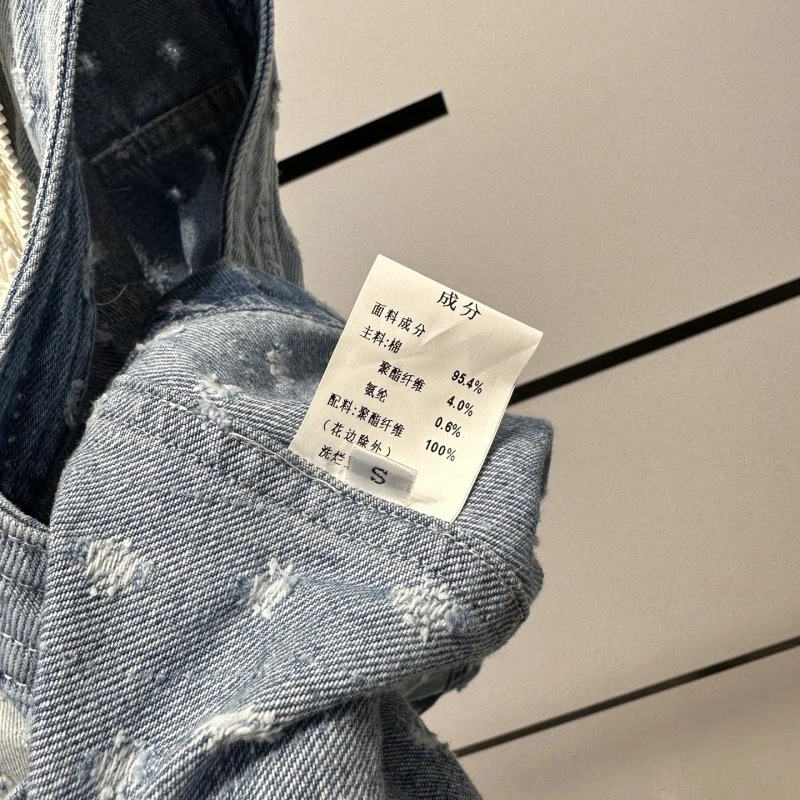 成分
面料成分
主料:棉 95.4%
聚酯纤维 4.0%
氨纶 0.6%
配料:聚酯纤维 100%
(花边除外)
洗烂
S